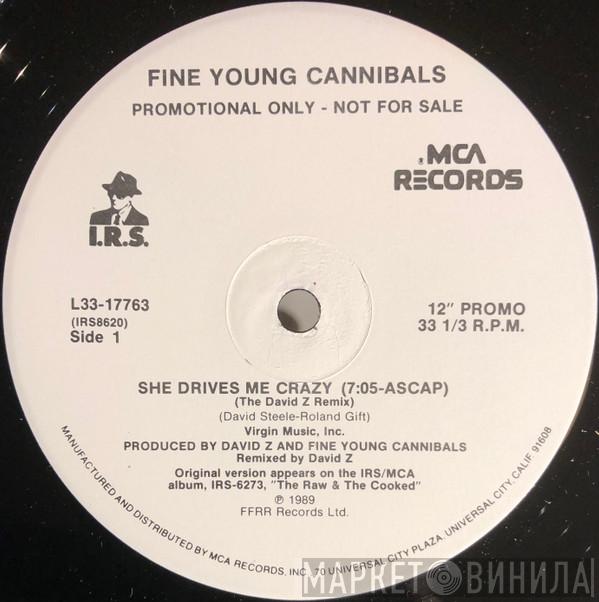 FINE YOUNG CANNIBALS
PROMOTIONAL ONLY - NOT FOR SALE
MCA
RECORDS
I.R.S.
L33-17763
(IRS8620)
Side 1
12" PROMO
33 1/3 R.P.M.
SHE DRIVES ME CRAZY (7:05-ASCAP)
(The David Z Remix)
(David Steele-Roland Gift)
Virgin Music, Inc.
PRODUCED BY DAVID Z AND FINE YOUNG CANNIBALS
Remixed by David Z
Original version appears on the IRS/MCA
album, IRS-6273, "The Raw & The Cooked"
℗ 1989
FFRR Records Ltd.
MANUFACTURED AND DISTRIBUTED BY MCA RECORDS, INC. 70 UNIVERSAL CITY PLAZA, UNIVERSAL CITY, CALIF. 91608
МАРКЕТ ВИНИЛА